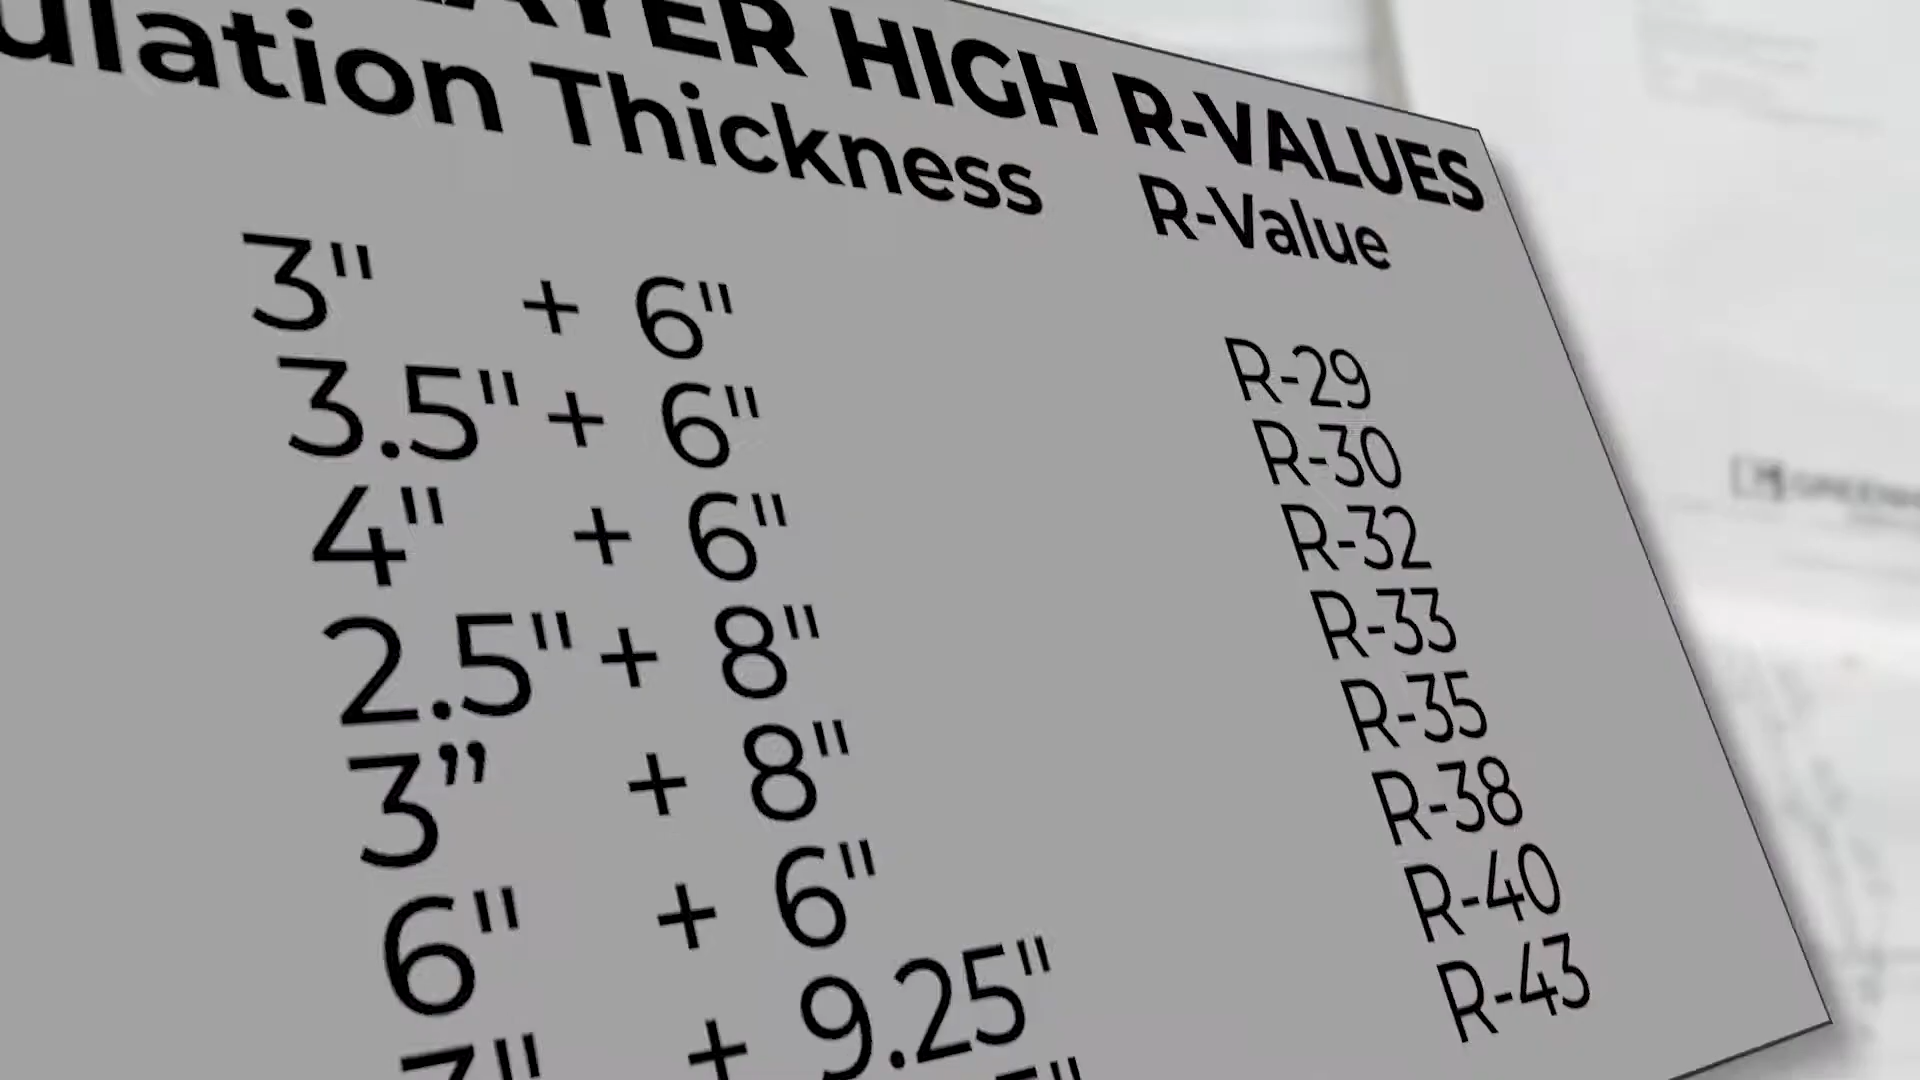 HIGH R-VALUES
Thickness R-Value
3" + 6" R-29
3.5" + 6" R-30
4" + 6" R-32
2.5" + 8" R-33
3” + 8" R-35
6" + 6" R-38
+ 9.25" R-40
R-43